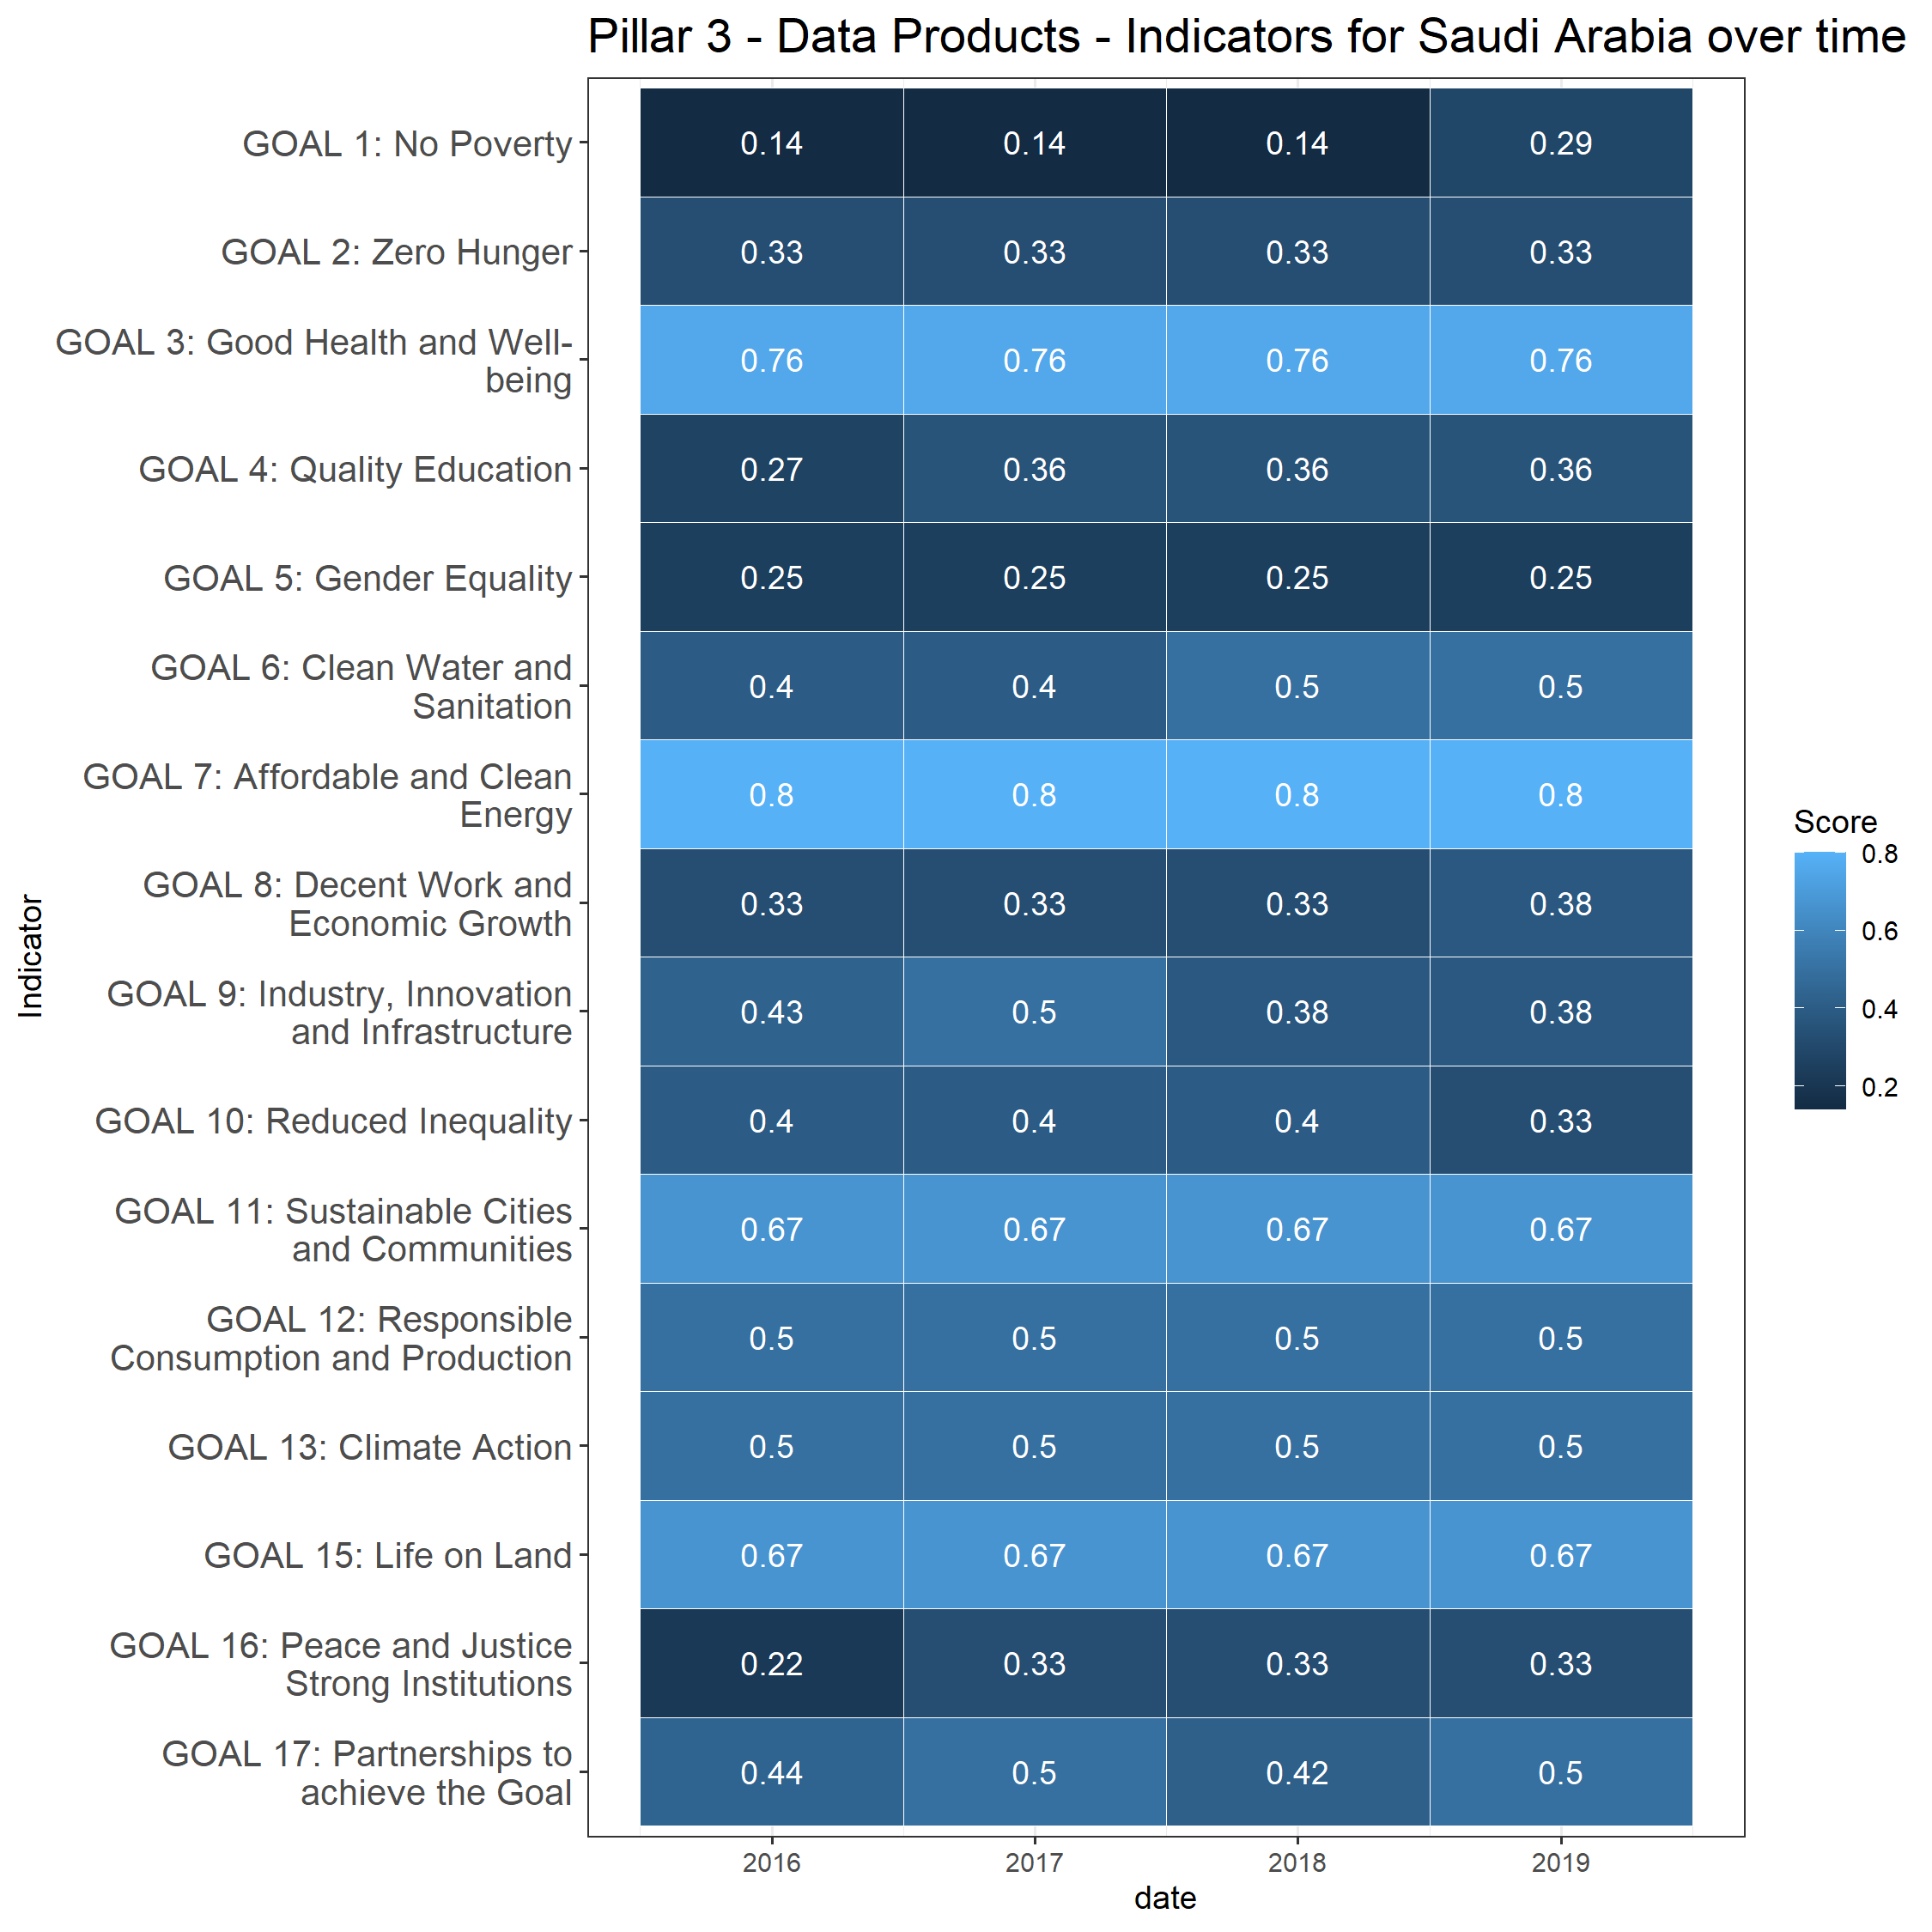 Pillar 3 - Data Products - Indicators for Saudi Arabia over time
GOAL 1: No Poverty
0.14 0.14 0.14 0.29
GOAL 2: Zero Hunger
0.33 0.33 0.33 0.33
GOAL 3: Good Health and Well-
being
0.76 0.76 0.76 0.76
GOAL 4: Quality Education
0.27 0.36 0.36 0.36
GOAL 5: Gender Equality
0.25 0.25 0.25 0.25
GOAL 6: Clean Water and
Sanitation
0.4 0.4 0.5 0.5
GOAL 7: Affordable and Clean
Energy
0.8 0.8 0.8 0.8
GOAL 8: Decent Work and
Economic Growth
0.33 0.33 0.33 0.38
GOAL 9: Industry, Innovation
and Infrastructure
0.43 0.5 0.38 0.38
GOAL 10: Reduced Inequality
0.4 0.4 0.4 0.33
GOAL 11: Sustainable Cities
and Communities
0.67 0.67 0.67 0.67
GOAL 12: Responsible
Consumption and Production
0.5 0.5 0.5 0.5
GOAL 13: Climate Action
0.5 0.5 0.5 0.5
GOAL 15: Life on Land
0.67 0.67 0.67 0.67
GOAL 16: Peace and Justice
Strong Institutions
0.22 0.33 0.33 0.33
GOAL 17: Partnerships to
achieve the Goal
0.44 0.5 0.42 0.5
2016 2017 2018 2019
date
Indicator
Score
0.8
0.6
0.4
0.2